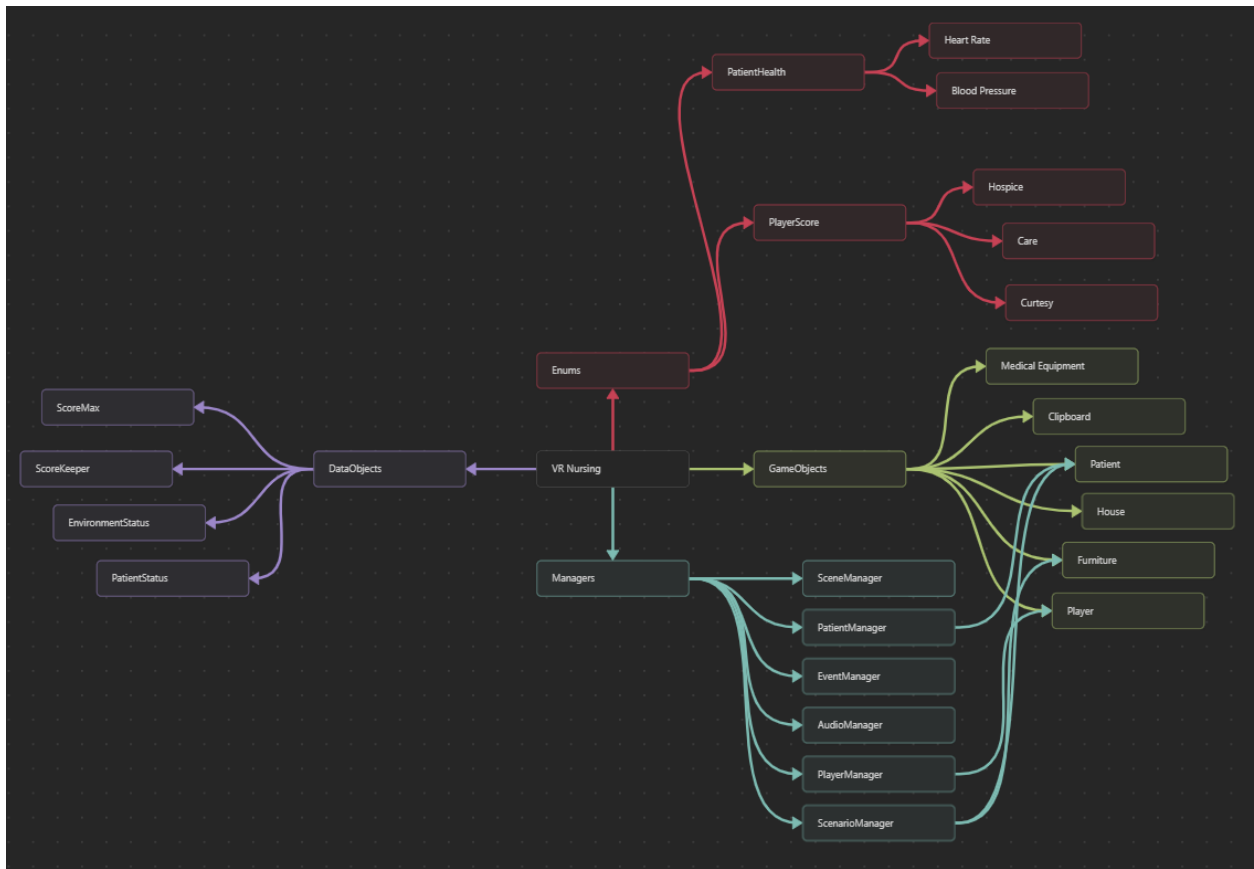 Heart Rate
PatientHealth
Blood Pressure
Hospice
PlayerScore
Care
Curtesy
Enums
Medical Equipment
ScoreMax
Clipboard
ScoreKeeper
DataObjects
VR Nursing
GameObjects
Patient
House
EnvironmentStatus
Furniture
PatientStatus
Managers
SceneManager
Player
PatientManager
EventManager
AudioManager
PlayerManager
ScenarioManager